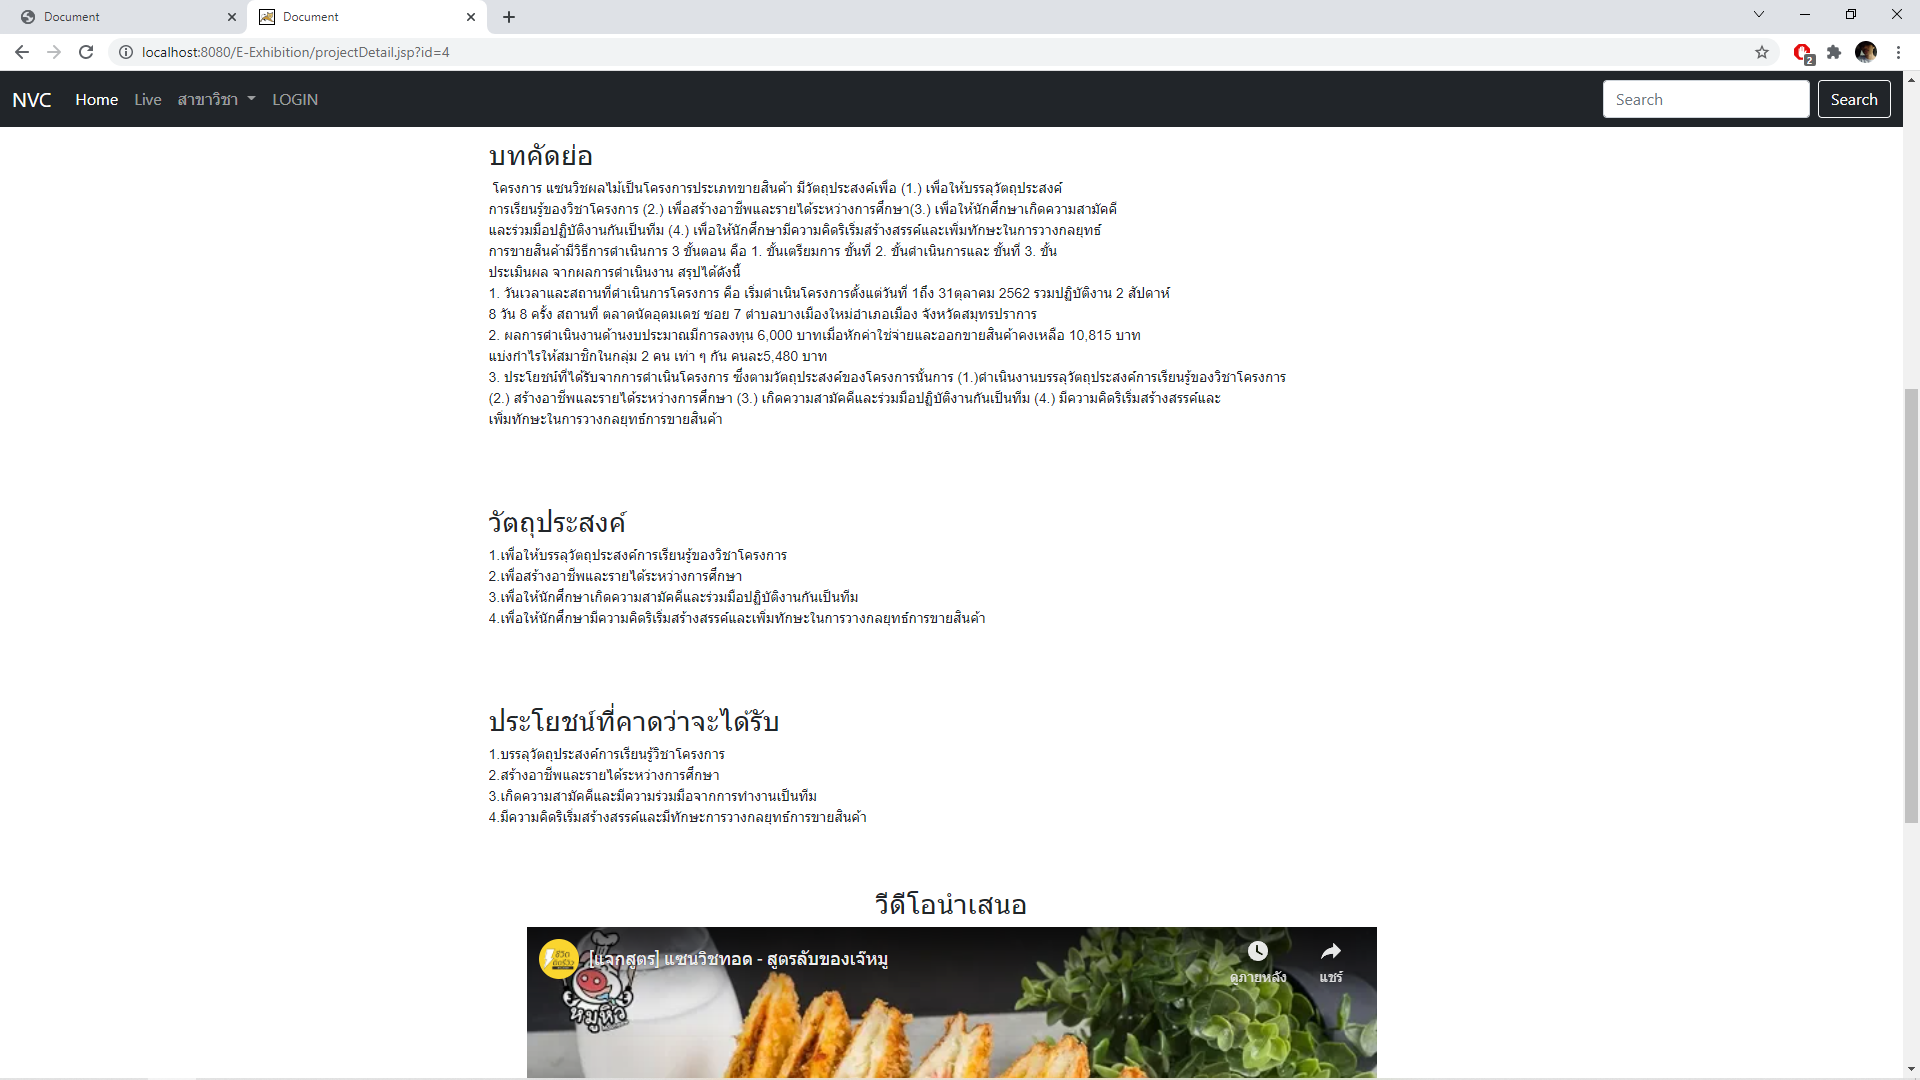 Document
Document
localhost:8080/E-Exhibition/projectDetail.jsp?id=4
2
NVC Home Live สาขาวิชา LOGIN Search Search
บทคัดย่อ
โครงการ แซนวิชผลไม้เป็นโครงการประเภทขายสินค้า มีวัตถุประสงค์เพื่อ (1.) เพื่อให้บรรลุวัตถุประสงค์
การเรียนรู้ของวิชาโครงการ (2.) เพื่อสร้างอาชีพและรายได้ระหว่างการศึกษา(3.) เพื่อให้นักศึกษาเกิดความสามัคคี
และร่วมมือปฏิบัติงานกันเป็นทีม (4.) เพื่อให้นักศึกษามีความคิดริเริ่มสร้างสรรค์และเพิ่มทักษะในการวางกลยุทธ์
การขายสินค้ามีวิธีการดำเนินการ 3 ขั้นตอน คือ 1. ขั้นเตรียมการ ขั้นที่ 2. ขั้นดำเนินการและ ขั้นที่ 3. ขั้น
ประเมินผล จากผลการดำเนินงาน สรุปได้ดังนี้
1. วันเวลาและสถานที่ดำเนินการโครงการ คือ เริ่มดำเนินโครงการตั้งแต่วันที่ 1ถึง 31ตุลาคม 2562 รวมปฏิบัติงาน 2 สัปดาห์
8 วัน 8 ครั้ง สถานที่ ตลาดนัดอุดมเดช ซอย 7 ตำบลบางเมืองใหม่อำเภอเมือง จังหวัดสมุทรปราการ
2. ผลการดำเนินงานด้านงบประมาณมีการลงทุน 6,000 บาทเมื่อหักค่าใช่จ่ายและออกขายสินค้าคงเหลือ 10,815 บาท
แบ่งกำไรให้สมาชิกในกลุ่ม 2 คน เท่า ๆ กัน คนละ5,480 บาท
3. ประโยชน์ที่ได้รับจากการดำเนินโครงการ ซึ่งตามวัตถุประสงค์ของโครงการนั้นการ (1.)ดำเนินงานบรรลุวัตถุประสงค์การเรียนรู้ของวิชาโครงการ
(2.) สร้างอาชีพและรายได้ระหว่างการศึกษา (3.) เกิดความสามัคคีและร่วมมือปฏิบัติงานกันเป็นทีม (4.) มีความคิดริเริ่มสร้างสรรค์และ
เพิ่มทักษะในการวางกลยุทธ์การขายสินค้า
วัตถุประสงค์
1.เพื่อให้บรรลุวัตถุประสงค์การเรียนรู้ของวิชาโครงการ
2.เพื่อสร้างอาชีพและรายได้ระหว่างการศึกษา
3.เพื่อให้นักศึกษาเกิดความสามัคคีและร่วมมือปฏิบัติงานกันเป็นทีม
4.เพื่อให้นักศึกษามีความคิดริเริ่มสร้างสรรค์และเพิ่มทักษะในการวางกลยุทธ์การขายสินค้า
ประโยชน์ที่คาดว่าจะได้รับ
1.บรรลุวัตถุประสงค์การเรียนรู้วิชาโครงการ
2.สร้างอาชีพและรายได้ระหว่างการศึกษา
3.เกิดความสามัคคีและมีความร่วมมือจากการทำงานเป็นทีม
4.มีความคิดริเริ่มสร้างสรรค์และมีทักษะการวางกลยุทธ์การขายสินค้า
วีดีโอนำเสนอ
[แจกสูตร] แซนวิชทอด - สูตรลับของเจ๊หมู
ดูภายหลัง แชร์
หมูหิว